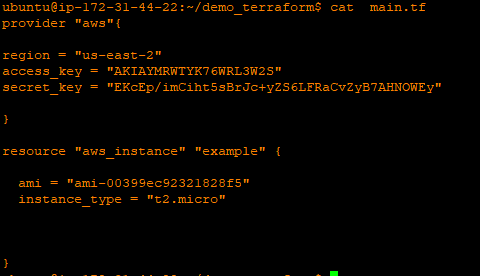 ubuntu@ip-172-31-44-22:~/demo_terraform$ cat  main.tf
provider "aws"{
region = "us-east-2"
access_key = "AKIAYMRWTYK76WRL3W2S"
secret_key = "EKcEp/imCiht5sBrJc+yZS6LFRaCvZyB7AHNOWEy"
}
resource "aws_instance" "example" {
  ami = "ami-00399ec92321828f5"
  instance_type = "t2.micro"
}